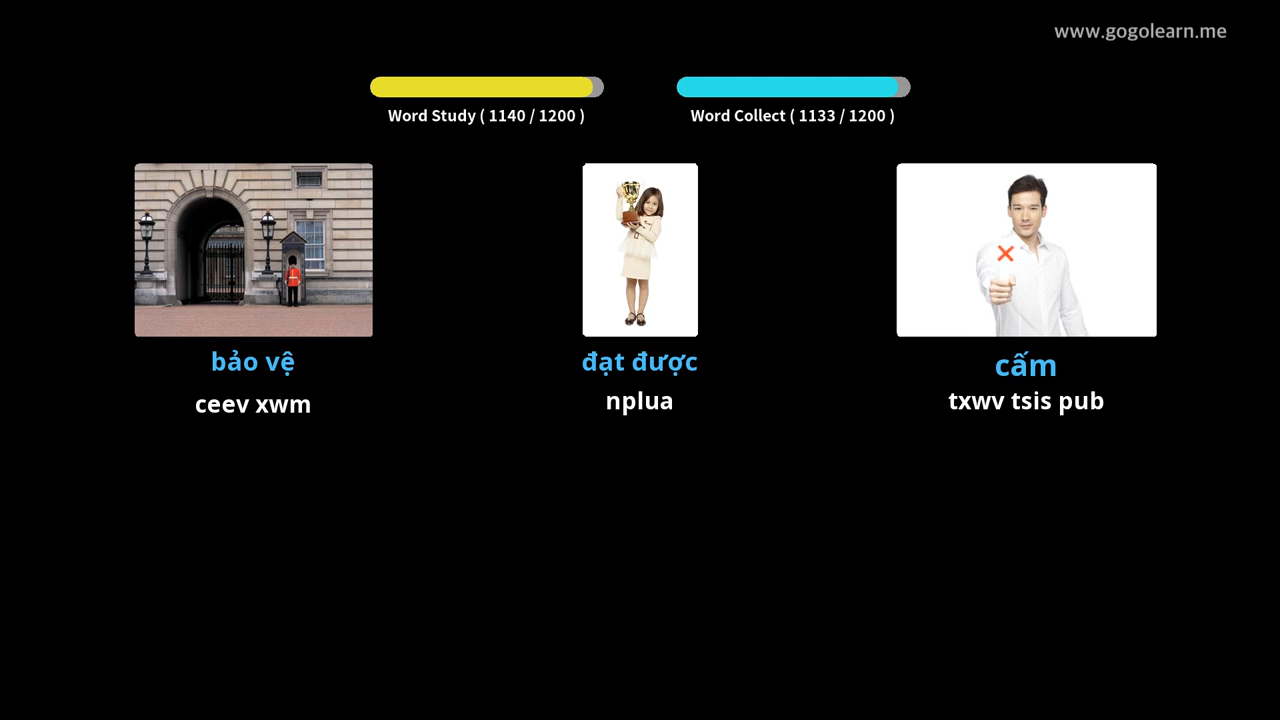 www.gogolearn.me
Word Study ( 1140 / 1200 )
Word Collect ( 1133 / 1200 )
bảo vệ
ceev xwm
đạt được
nplua
cấm
txwv tsis pub